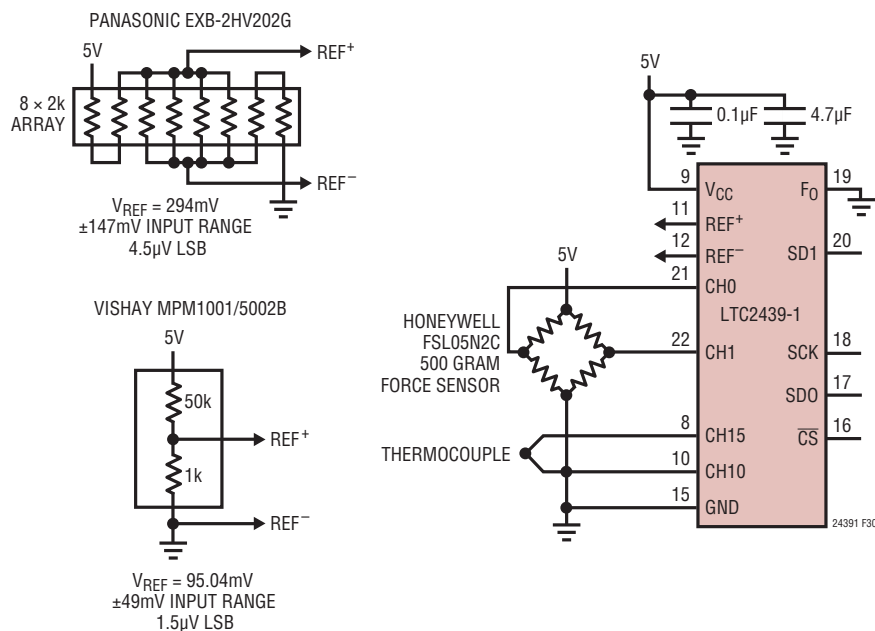 PANASONIC EXB-2HV202G
5V
REF+
8 × 2k
ARRAY
REF−
VREF = 294mV
±147mV INPUT RANGE
4.5µV LSB
VISHAY MPM1001/5002B
5V
50k
REF+
1k
REF−
VREF = 95.04mV
±49mV INPUT RANGE
1.5µV LSB
5V
0.1µF
4.7µF
9
VCC
FO
19
11
REF+
12
REF−
SD1
20
21
CH0
LTC2439-1
5V
HONEYWELL
FSL05N2C
500 GRAM
FORCE SENSOR
22
CH1
SCK
18
SDO
17
CS
16
THERMOCOUPLE
8
CH15
10
CH10
15
GND
24391 F30